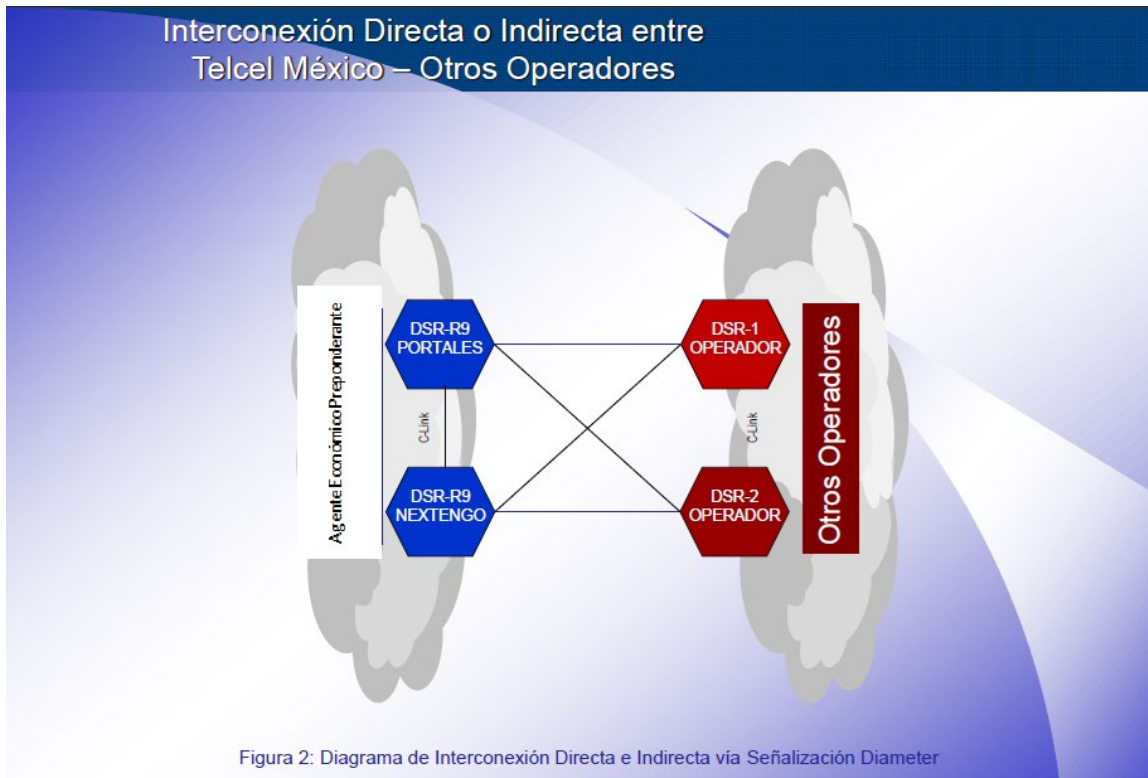 Interconexión Directa o Indirecta entre
Telcel México – Otros Operadores
Agente Económico Preponderante
DSR-R9
PORTALES
C-Link
DSR-R9
NEXTENGO
DSR-1
OPERADOR
C-Link
DSR-2
OPERADOR
Otros Operadores
Figura 2: Diagrama de Interconexión Directa e Indirecta vía Señalización Diameter